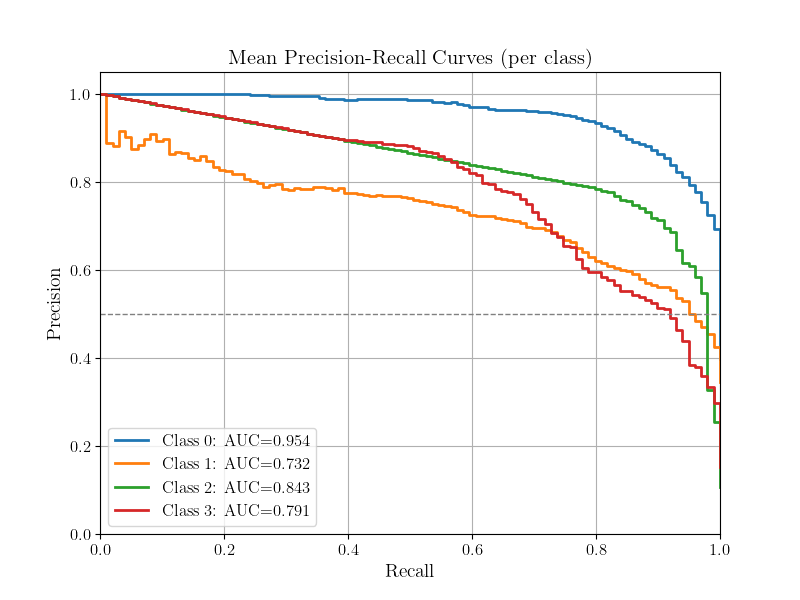 Mean Precision-Recall Curves (per class)
1.0
0.8
0.6
0.4
0.2
0.0
Precision
Class 0: AUC=0.954
Class 1: AUC=0.732
Class 2: AUC=0.843
Class 3: AUC=0.791
0.0 0.2 0.4 0.6 0.8 1.0
Recall